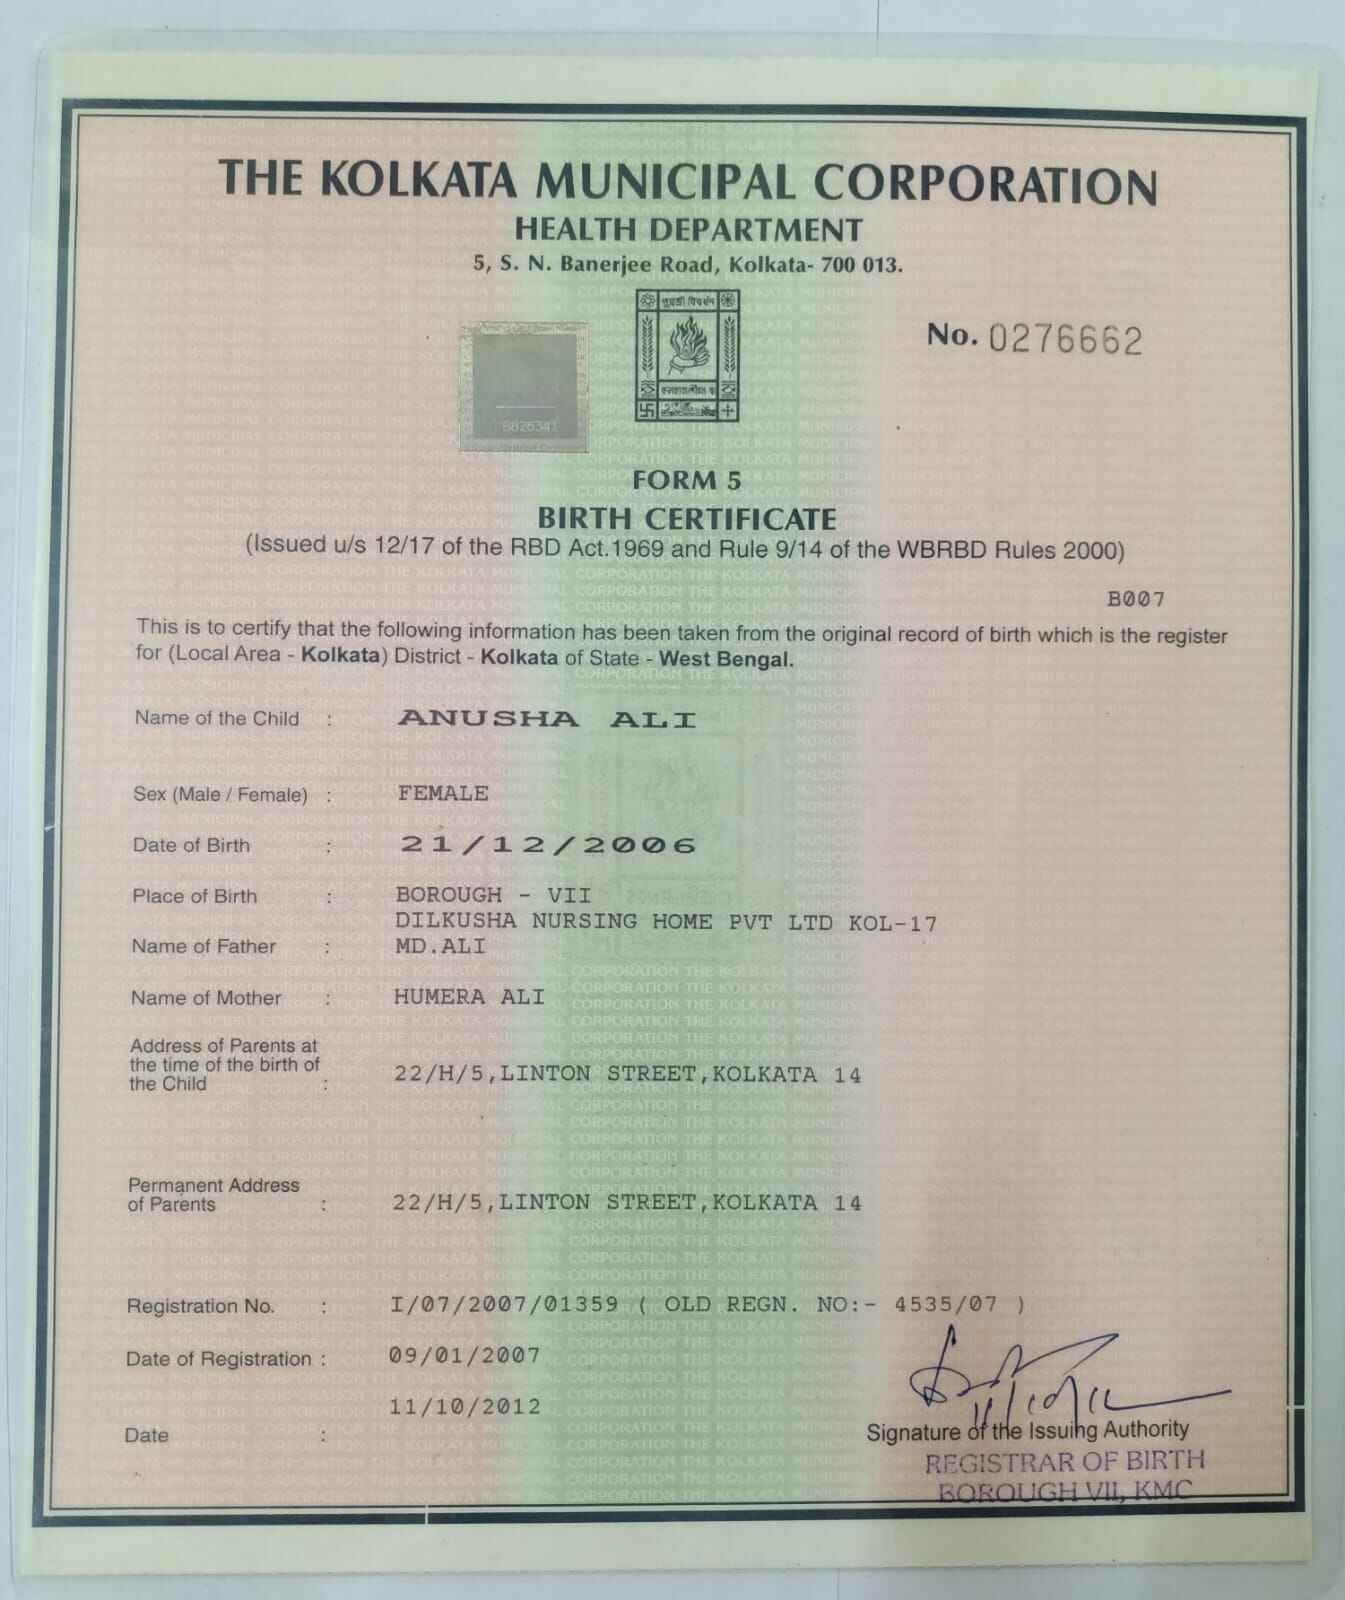 THE KOLKATA MUNICIPAL CORPORATION
HEALTH DEPARTMENT
5, S. N. Banerjee Road, Kolkata- 700 013.
পুরশ্রী বিবর্ধন
No. 0276662
FORM 5
BIRTH CERTIFICATE
(Issued u/s 12/17 of the RBD Act.1969 and Rule 9/14 of the WBRBD Rules 2000)
B007
This is to certify that the following information has been taken from the original record of birth which is the register
for (Local Area - Kolkata) District - Kolkata of State - West Bengal.
Name of the Child : ANUSHA ALI
Sex (Male / Female) : FEMALE
Date of Birth : 21/12/2006
Place of Birth : BOROUGH - VII
DILKUSHA NURSING HOME PVT LTD KOL-17
Name of Father : MD.ALI
Name of Mother : HUMERA ALI
Address of Parents at
the time of the birth of
the Child : 22/H/5,LINTON STREET,KOLKATA 14
Permanent Address
of Parents : 22/H/5,LINTON STREET,KOLKATA 14
Registration No. : I/07/2007/01359 ( OLD REGN. NO:- 4535/07 )
Date of Registration : 09/01/2007
11/10/2012
Date :
Signature of the Issuing Authority
REGISTRAR OF BIRTH
BOROUGH VII, KMC